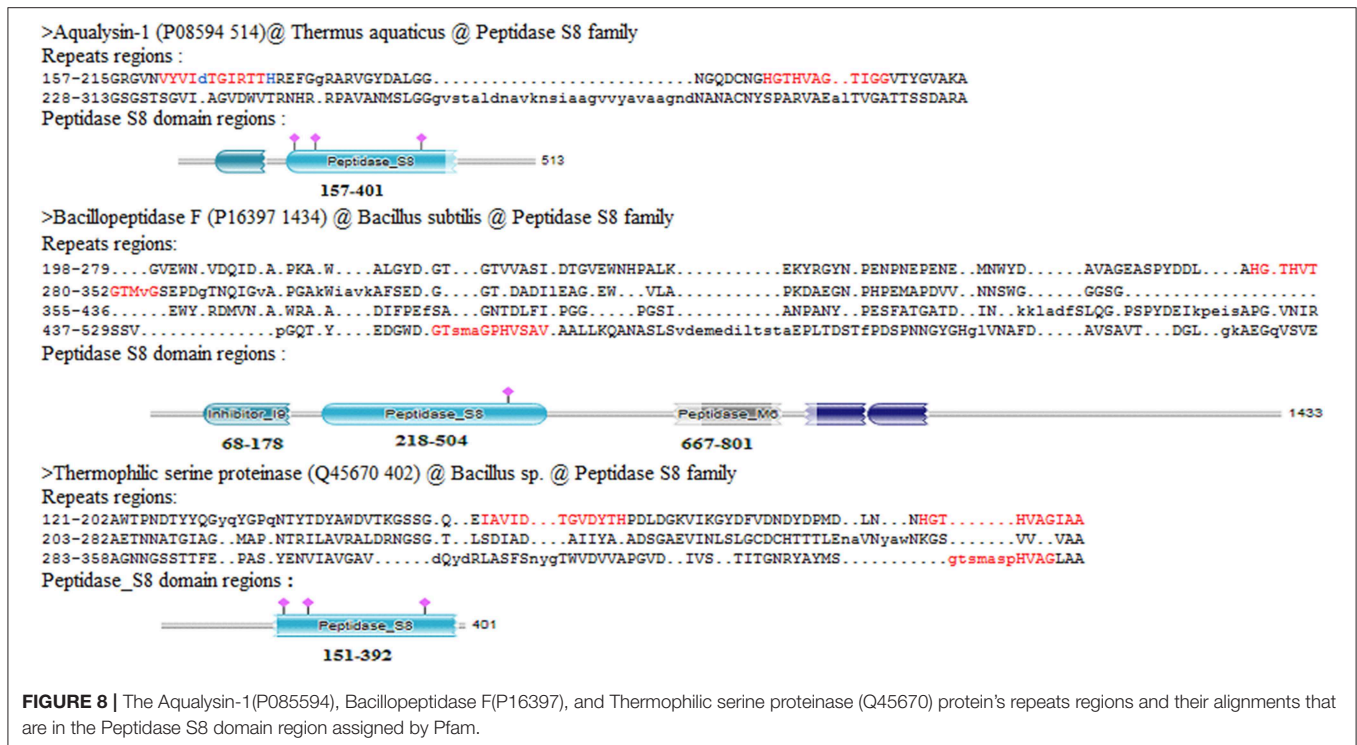 >Aqualysin-1 (P08594 514)@ Thermus aquaticus @ Peptidase S8 family
Repeats regions :
157-215GRGVNVYVIdTGIRTTHREFGgRARVGYDALGG...........................NGQDCNGHGTHVAG..TIGGVTYGVAKA
228-313GSGSTSGVI.AGVDWVTRNHR.RPAVANMSLGGgvstaldnavknsiaagvvyavaagndNANACNYSPARVAEalTVGATTSSDARA
Peptidase S8 domain regions :
Peptidase_S8 513
157-401
>Bacillopeptidase F (P16397 1434) @ Bacillus subtilis @ Peptidase S8 family
Repeats regions:
198-279....GVEWN.VDQID.A.PKA.W....ALGYD.GT...GTVVASI.DTGVEWNHPALK..........EKYRGYN.PENPNEPENE..MNWYD.....AVAGEASPYDDL....AHG.THVT
280-352GTMvGSEPDgTNQIGvA.PGAkWiavkAFSED.G....GT.DADIlEAG.EW...VLA..........PKDAEGN.PHPEMAPDVV..NNSWG......GGSG.................
355-436.......EWY.RDMVN.A.WRA.A....DIFPEfSA...GNTDLFI.PGG....PGSI..........ANPANY..PESFATGATD..IN..kkladfSLQG.PSPYDEIkpeisAPG.VNIR
437-529SSV.............pGQT.Y....EDGWD.GTsmaGPHVSAV.AALLKQANASLSvdemediltstaEPLTDSTfPDSPNNGYGHglVNAFD.....AVSAVT..DGL..gkAEGqVSVE
Peptidase S8 domain regions :
Inhibitor_I9 Peptidase_S8 Peptidase_M6 1433
68-178 218-504 667-801
>Thermophilic serine proteinase (Q45670 402) @ Bacillus sp. @ Peptidase S8 family
Repeats regions:
121-202AWTPNDTYYQGyqYGPqNTYTDYAWDVTKGSSG.Q..EIAVID...TGVDYTHPDLDGKVIKGYDFVDNDYDPMD..LN...NHGT.......HVAGIAA
203-282AETNNATGIAG..MAP.NTRILAVRALDRNGSG.T..LSDIAD....AIIYA.ADSGAEVINLSLGCDCHTTTLEnaVNyawNKGS.......VV..VAA
283-358AGNNGSSTTFE..PAS.YENVIAVGAV......dQydRLASFSnygTWVDVVAPGVD..IVS..TITGNRYAYMS...........gtsmaspHVAGLAA
Peptidase_S8 domain regions :
Peptidase_S8 401
151-392
FIGURE 8 | The Aqualysin-1(P085594), Bacillopeptidase F(P16397), and Thermophilic serine proteinase (Q45670) protein's repeats regions and their alignments that
are in the Peptidase S8 domain region assigned by Pfam.